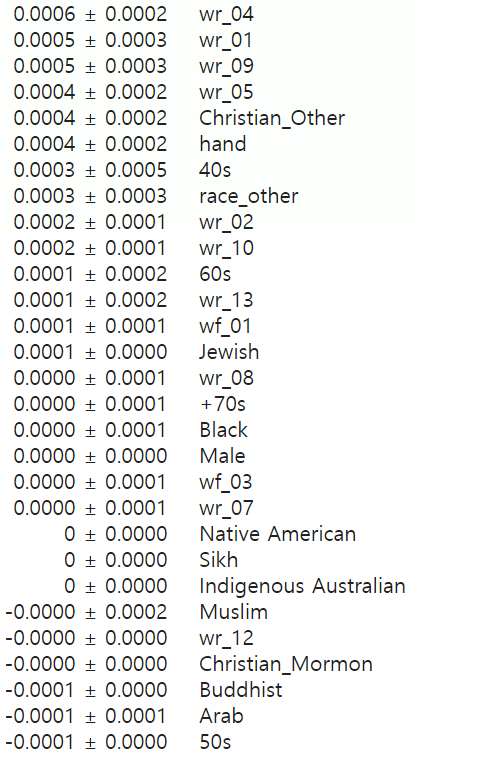 0.0006 ± 0.0002 wr_04
0.0005 ± 0.0003 wr_01
0.0005 ± 0.0003 wr_09
0.0004 ± 0.0002 wr_05
0.0004 ± 0.0002 Christian_Other
0.0004 ± 0.0002 hand
0.0003 ± 0.0005 40s
0.0003 ± 0.0003 race_other
0.0002 ± 0.0001 wr_02
0.0002 ± 0.0001 wr_10
0.0001 ± 0.0002 60s
0.0001 ± 0.0002 wr_13
0.0001 ± 0.0001 wf_01
0.0001 ± 0.0000 Jewish
0.0000 ± 0.0001 wr_08
0.0000 ± 0.0001 +70s
0.0000 ± 0.0001 Black
0.0000 ± 0.0000 Male
0.0000 ± 0.0001 wf_03
0.0000 ± 0.0001 wr_07
0 ± 0.0000 Native American
0 ± 0.0000 Sikh
0 ± 0.0000 Indigenous Australian
-0.0000 ± 0.0002 Muslim
-0.0000 ± 0.0000 wr_12
-0.0000 ± 0.0000 Christian_Mormon
-0.0001 ± 0.0000 Buddhist
-0.0001 ± 0.0001 Arab
-0.0001 ± 0.0000 50s